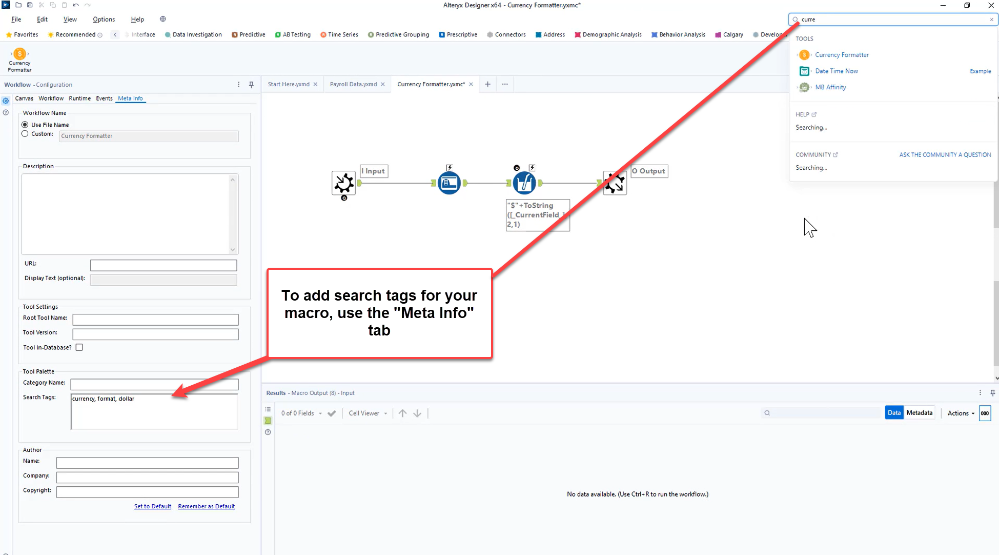 Alteryx Designer x64 - Currency Formatter.yxmc*
File Edit View Options Help
curre
Favorites Recommended Interface Data Investigation Predictive AB Testing Time Series Predictive Grouping Prescriptive Connectors Address Demographic Analysis Behavior Analysis Calgary
Currency
Formatter
TOOLS
Currency Formatter
Date Time Now Example
MB Affinity
HELP
Searching...
COMMUNITY ASK THE COMMUNITY A QUESTION
Searching...
Workflow - Configuration
Start Here.yxmd Payroll Data.yxmd Currency Formatter.yxmc*
Canvas Workflow Runtime Events Meta Info
Workflow Name
Use File Name
Custom: Currency Formatter
Description
URL:
Display Text (optional):
Tool Settings
Root Tool Name:
Tool Version:
Tool In-Database?
Tool Palette
Category Name:
Search Tags: currency, format, dollar
Author
Name:
Company:
Copyright:
Set to Default Remember as Default
I Input
O Output
"$"+ToString
([_CurrentField_],
2,1)
To add search tags for your
macro, use the "Meta Info"
tab
Results - Macro Output (8) - Input
0 of 0 Fields Cell Viewer Data Metadata Actions 000
No data available. (Use Ctrl+R to run the workflow.)